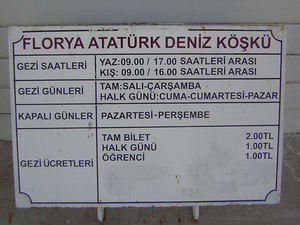 FLORYA ATATÜRK DENİZ KÖŞKÜ
GEZİ SAATLERİ
YAZ:09.00 / 17.00 SAATLERİ ARASI
KIŞ: 09.00 / 16.00 SAATLERİ ARASI
GEZİ GÜNLERİ
TAM:SALI-ÇARŞAMBA
HALK GÜNÜ:CUMA-CUMARTESİ-PAZAR
KAPALI GÜNLER
PAZARTESİ-PERŞEMBE
GEZİ ÜCRETLERİ
TAM BİLET 2.00TL
HALK GÜNÜ 1.00TL
ÖĞRENCİ 1.00TL